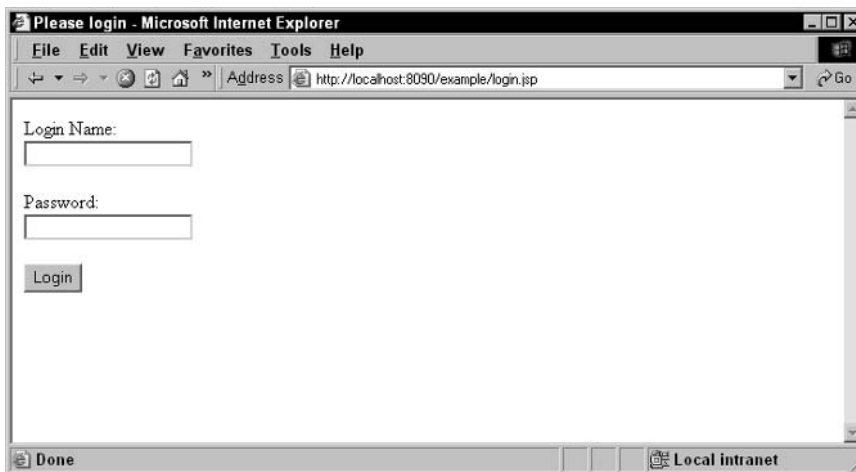 Please login - Microsoft Internet Explorer
File Edit View Favorites Tools Help
» Address http://localhost:8090/example/login.jsp Go
Login Name:
Password:
Login
Done Local intranet